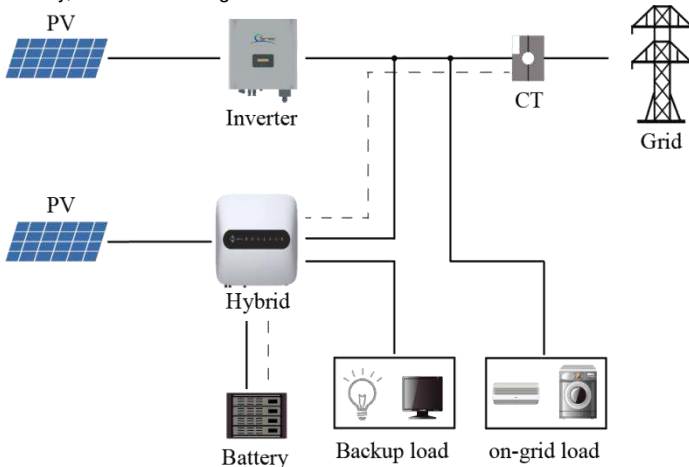 PV
Inverter
CT
Grid
PV
Hybrid
Battery
Backup load
on-grid load